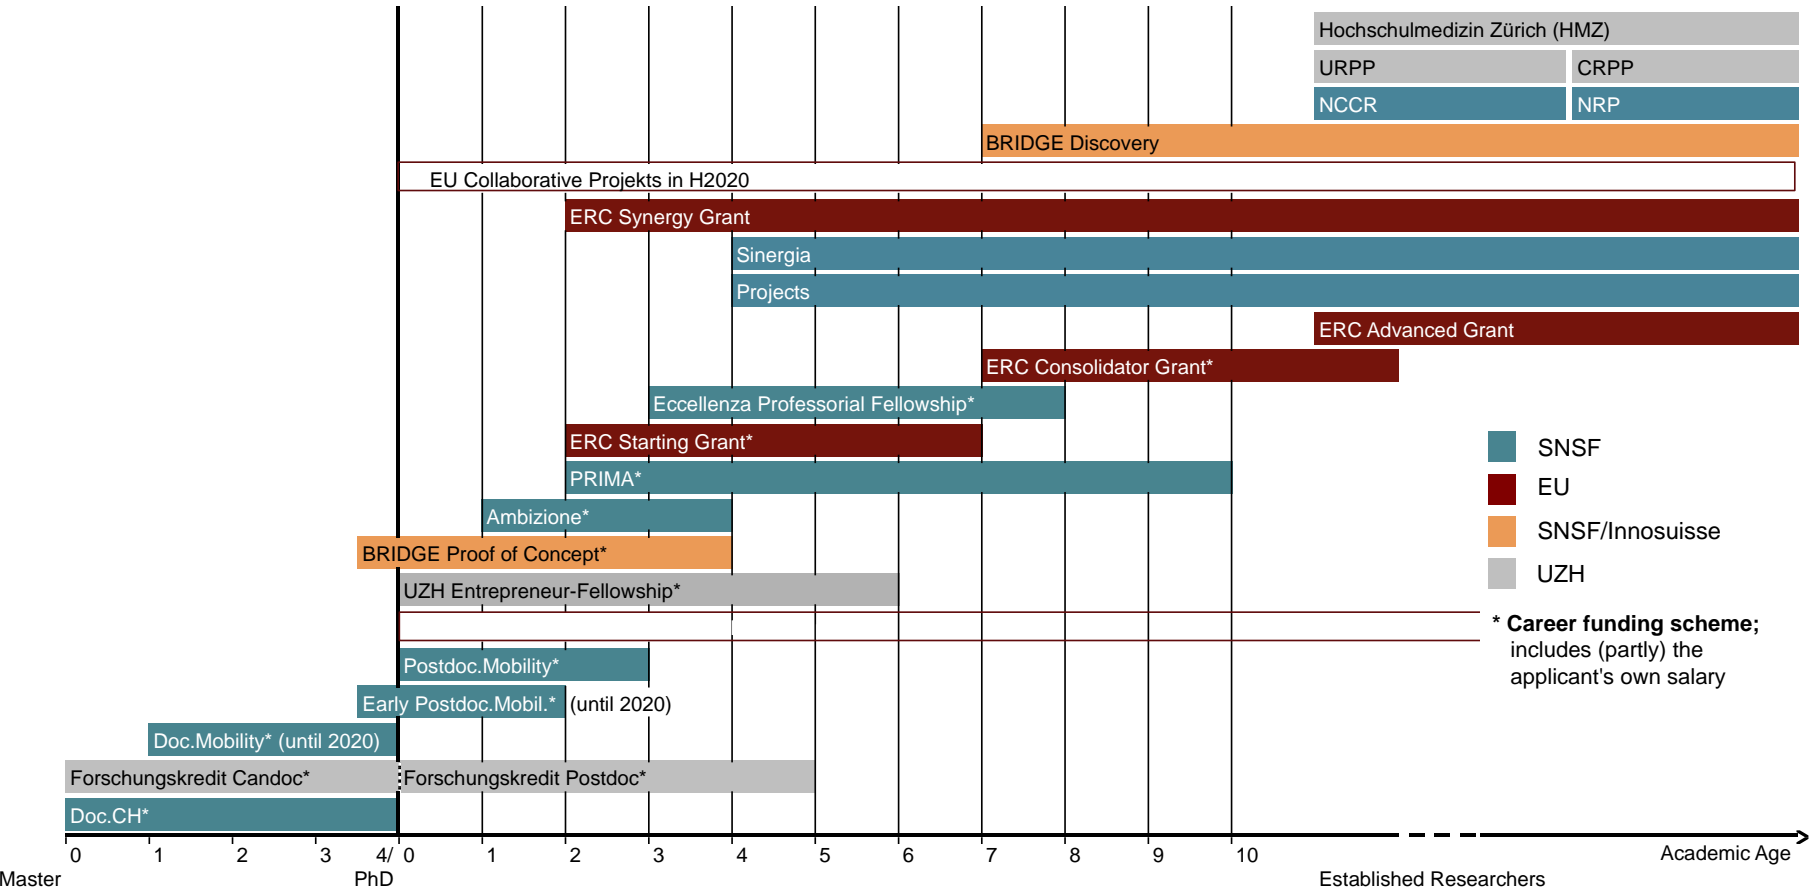 Hochschulmedizin Zürich (HMZ)
URPP
CRPP
NCCR
NRP
BRIDGE Discovery
EU Collaborative Projekts in H2020
ERC Synergy Grant
Sinergia
Projects
ERC Advanced Grant
ERC Consolidator Grant*
Eccellenza Professorial Fellowship*
ERC Starting Grant*
PRIMA*
Ambizione*
BRIDGE Proof of Concept*
UZH Entrepreneur-Fellowship*
Postdoc.Mobility*
Early Postdoc.Mobil.* (until 2020)
Doc.Mobility* (until 2020)
Forschungskredit Candoc*
Forschungskredit Postdoc*
Doc.CH*
SNSF
EU
SNSF/Innosuisse
UZH
* Career funding scheme;
includes (partly) the
applicant's own salary
0 1 2 3 4/ 0 1 2 3 4 5 6 7 8 9 10
Academic Age
Master
PhD
Established Researchers